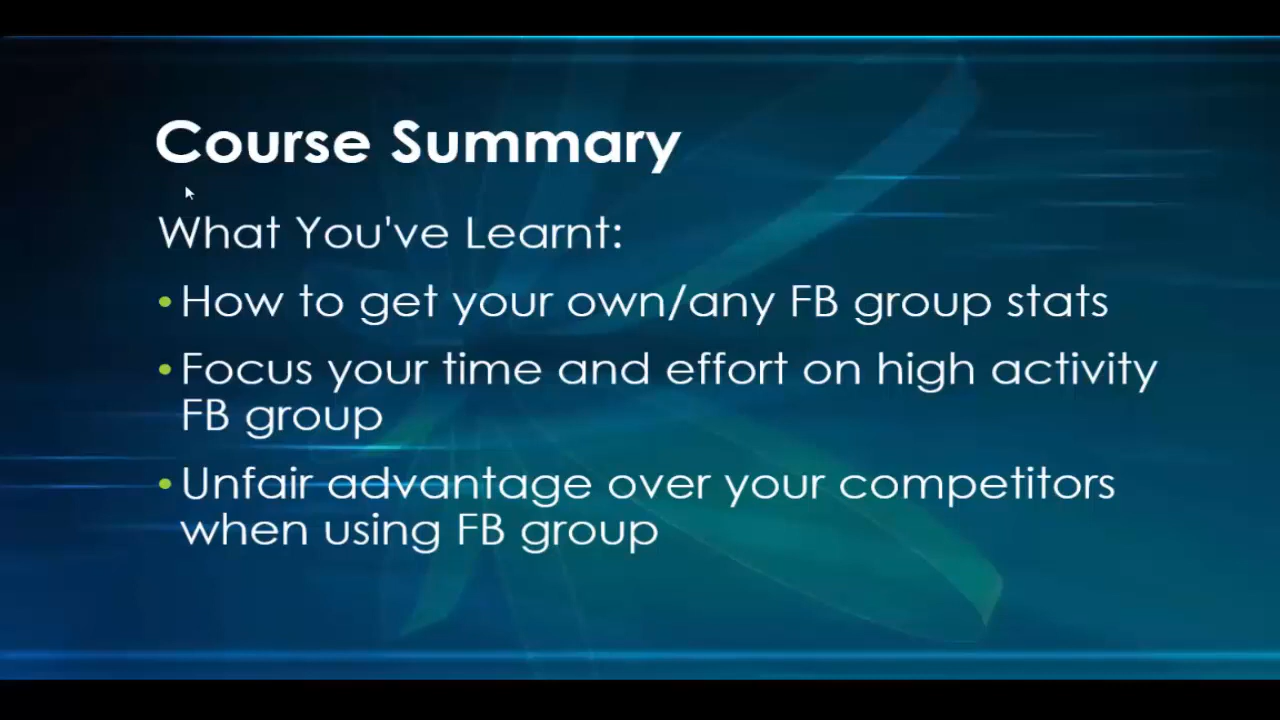 Course Summary
What You've Learnt:
• How to get your own/any FB group stats
• Focus your time and effort on high activity
FB group
• Unfair advantage over your competitors
when using FB group